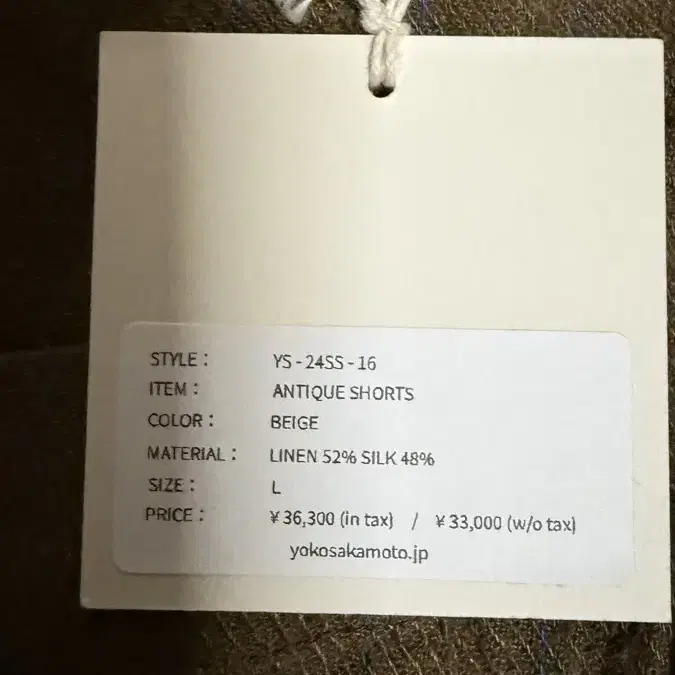 STYLE : YS - 24SS - 16
ITEM : ANTIQUE SHORTS
COLOR : BEIGE
MATERIAL : LINEN 52% SILK 48%
SIZE : L
PRICE : ¥ 36,300 (in tax) / ¥ 33,000 (w/o tax)
yokosakamoto.jp